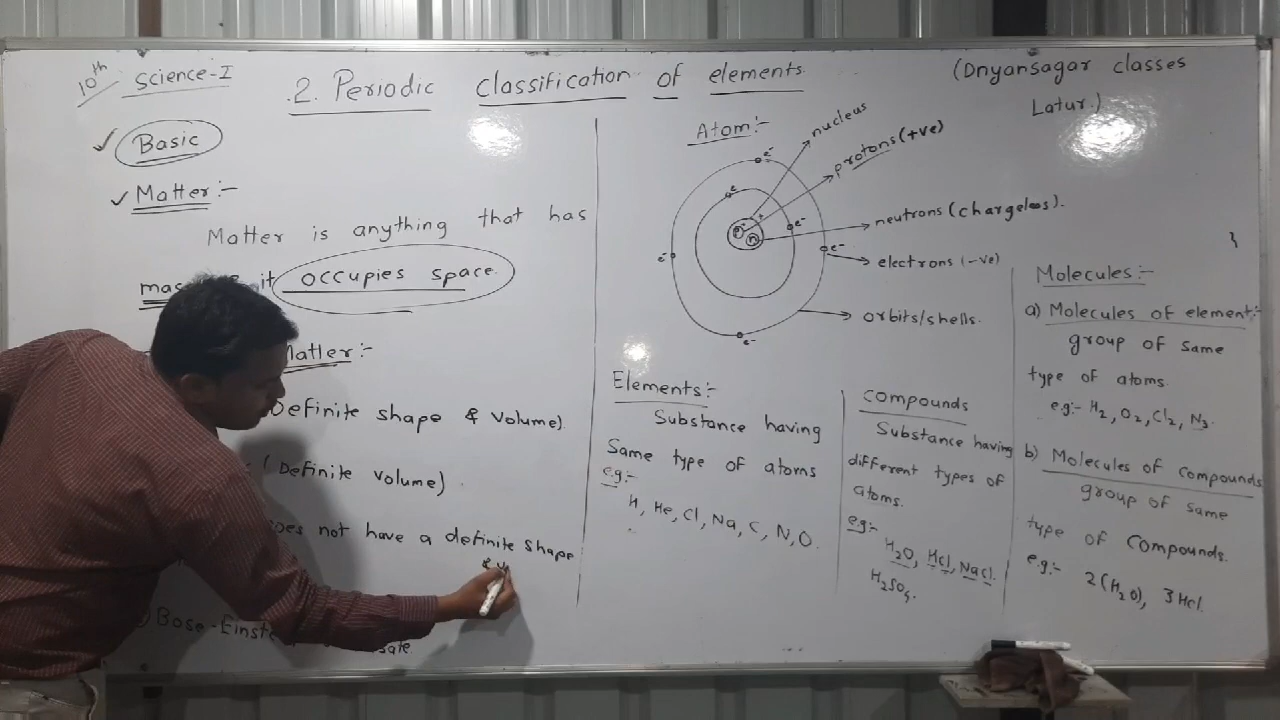 10th Science-I
2. Periodic classification of elements
(Dnyansagar classes
Latur.)
Basic
Matter:-
Matter is anything that has
it occupies space.
Matter:-
Definite shape & volume)
(Definite volume)
not have a definite shape
&
Bose-Einst
Atom:-
nucleus
protons (+ve)
neutrons (chargeless).
electrons (-ve)
orbits/shells.
e-
e
e-
e-
e-
e-
n
Elements:-
Substance having
Same type of atoms
e.g:-
H, He, Cl, Na, C, N, O.
Compounds
Substance having
different types of
atoms.
e.g:-
H2O, Hcl, Nacl.
H2SO4.
Molecules:-
a) Molecules of element:-
group of same
type of atoms.
e.g:- H2, O2, Cl2, N3.
b) Molecules of compounds
group of same
type of Compounds.
e.g:- 2(H2O), 3Hcl.